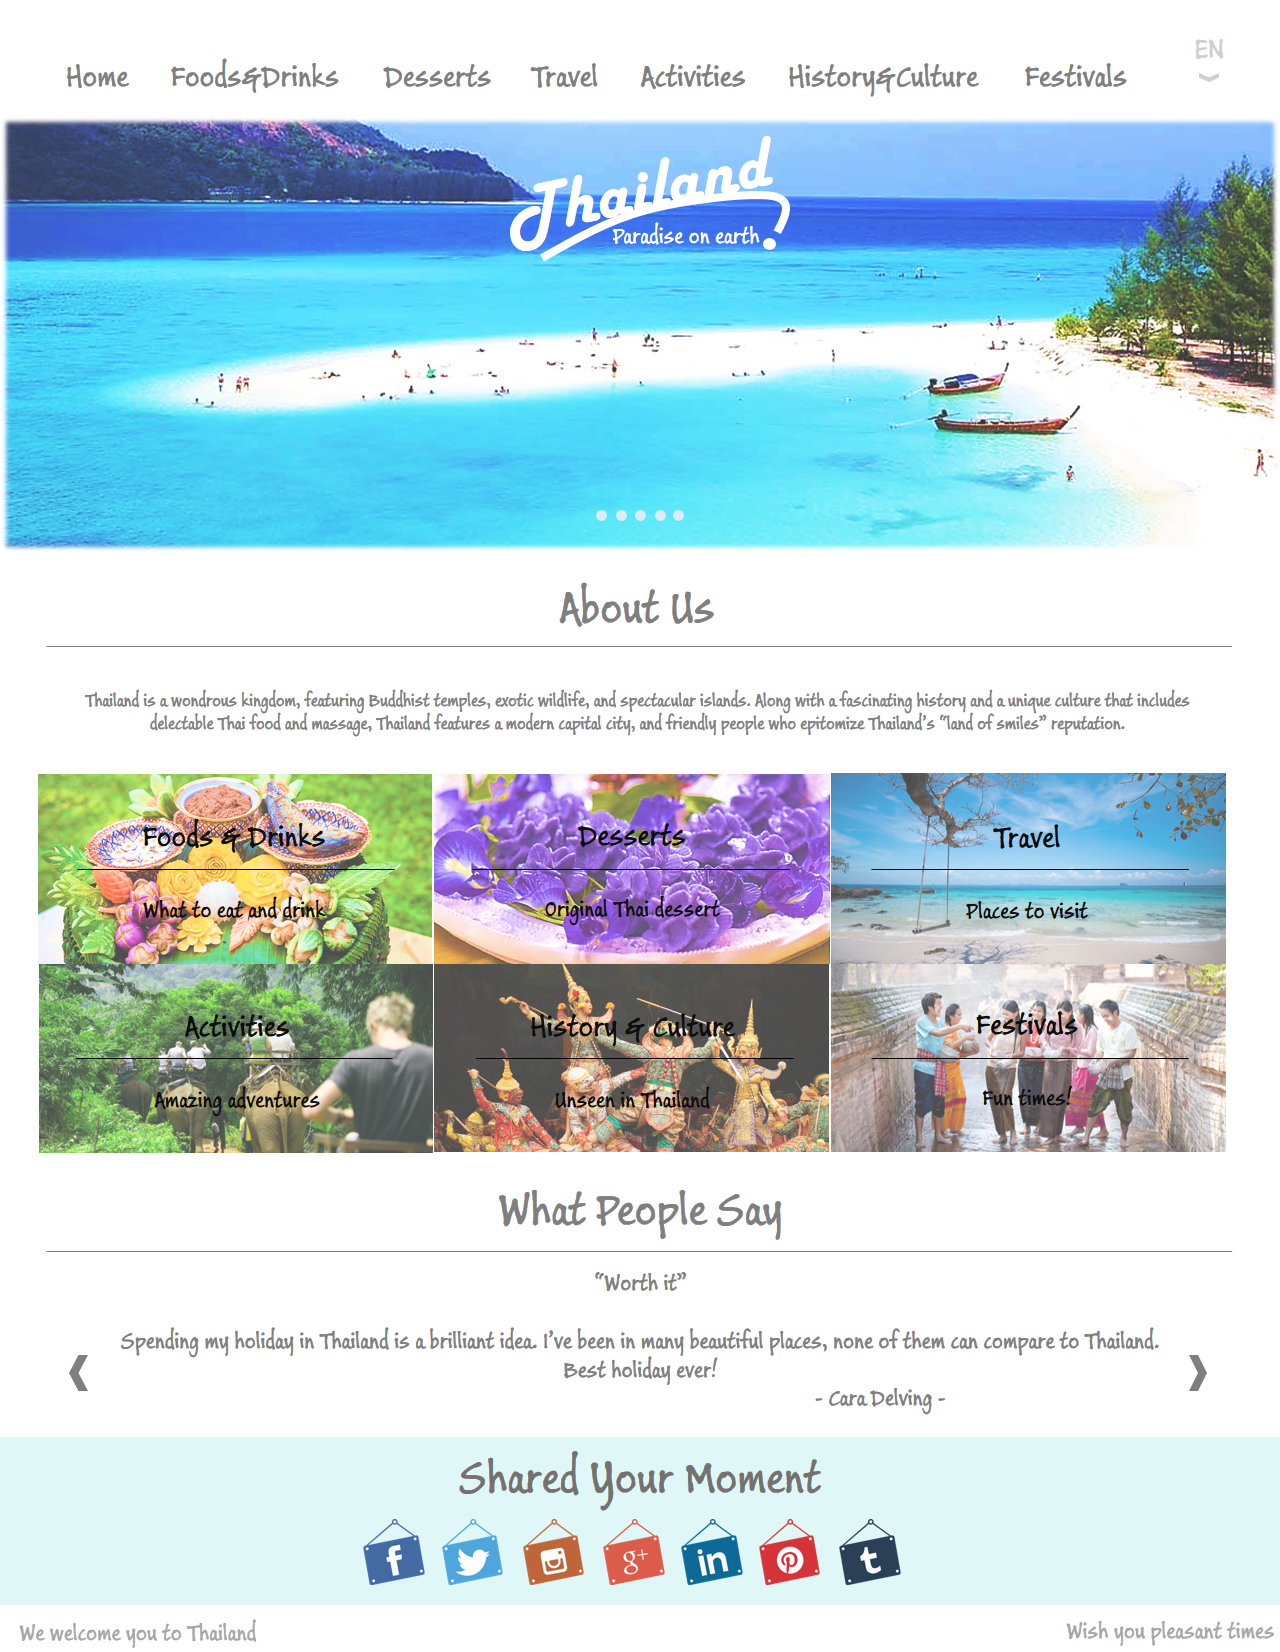 EN
Home Foods&Drinks Desserts Travel Activities History&Culture Festivals
Thailand
Paradise on earth
About Us
Thailand is a wondrous kingdom, featuring Buddhist temples, exotic wildlife, and spectacular islands. Along with a fascinating history and a unique culture that includes
delectable Thai food and massage, Thailand features a modern capital city, and friendly people who epitomize Thailand's “land of smiles” reputation.
Foods & Drinks
What to eat and drink
Desserts
Original Thai dessert
Travel
Places to visit
Activities
Amazing adventures
History & Culture
Unseen in Thailand
Festivals
Fun times!
What People Say
“Worth it”
Spending my holiday in Thailand is a brilliant idea. I've been in many beautiful places, none of them can compare to Thailand.
Best holiday ever!
- Cara Delving -
Shared Your Moment
f
g+
in
t
We welcome you to Thailand
Wish you pleasant times